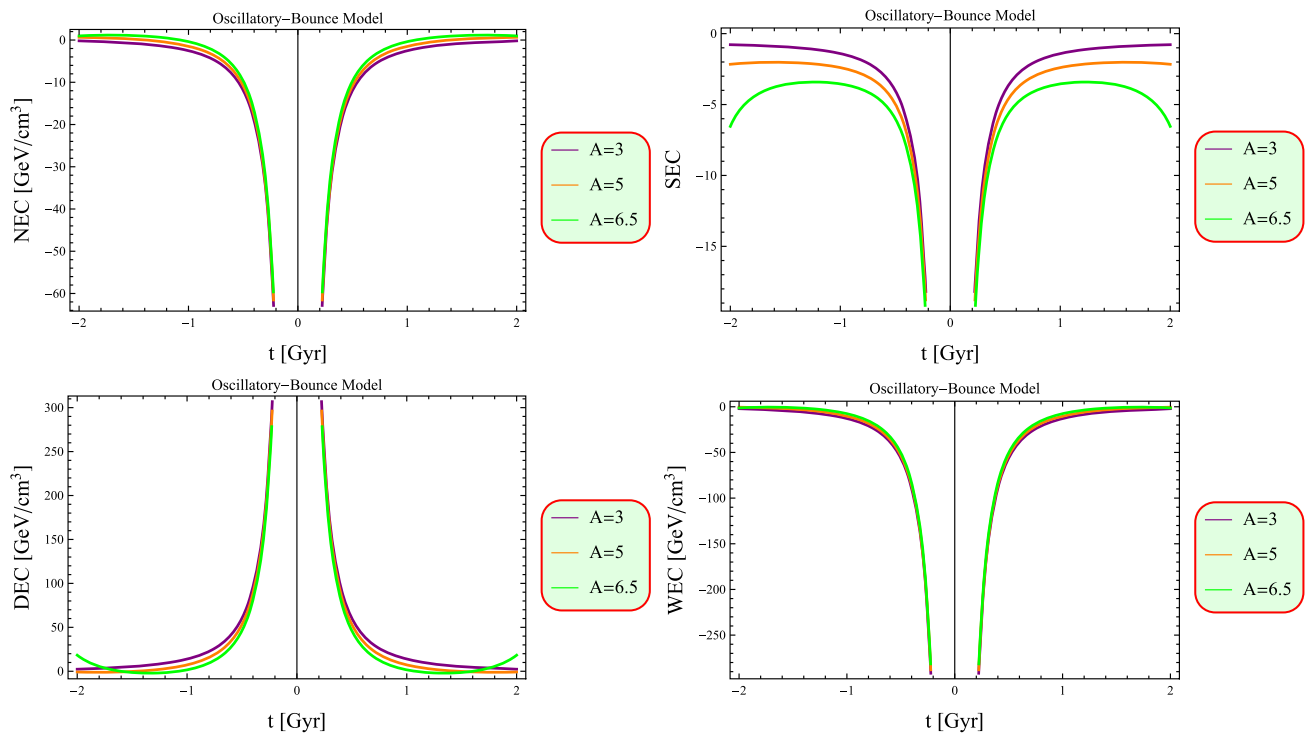 Oscillatory−Bounce Model
NEC [GeV/cm3]
0
−10
−20
−30
−40
−50
−60
−2 −1 0 1 2
t [Gyr]
A=3
A=5
A=6.5
Oscillatory−Bounce Model
SEC
0
−5
−10
−15
−2 −1 0 1 2
t [Gyr]
A=3
A=5
A=6.5
Oscillatory−Bounce Model
DEC [GeV/cm3]
300
250
200
150
100
50
0
−2 −1 0 1 2
t [Gyr]
A=3
A=5
A=6.5
Oscillatory−Bounce Model
WEC [GeV/cm3]
0
−50
−100
−150
−200
−250
−2 −1 0 1 2
t [Gyr]
A=3
A=5
A=6.5